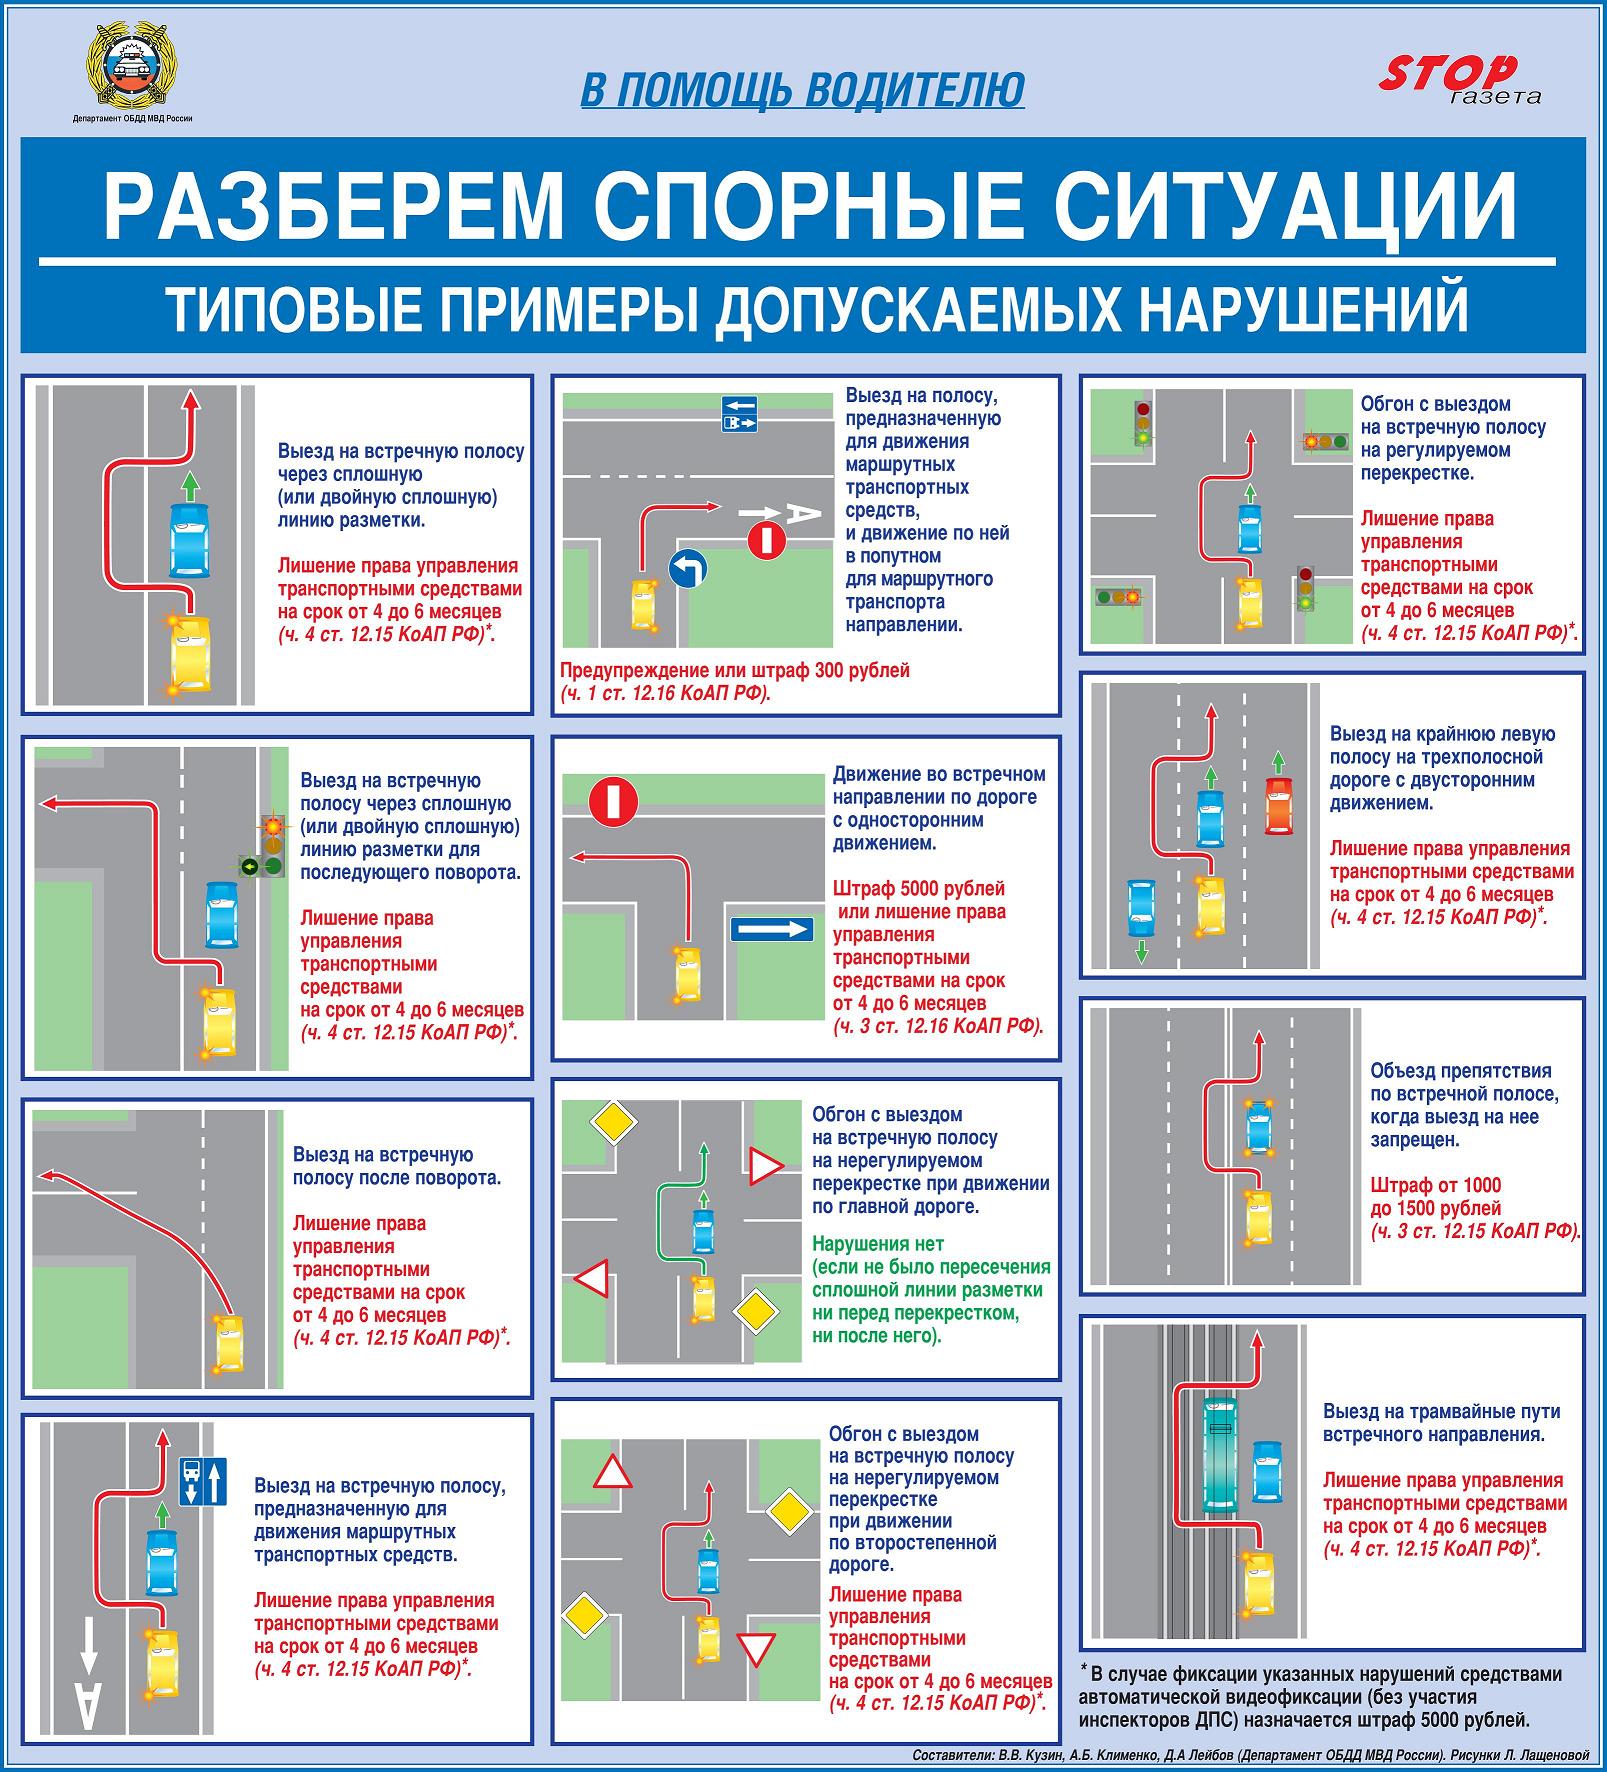 Департамент ОБДД МВД России
В ПОМОЩЬ ВОДИТЕЛЮ
STOP
газета
РАЗБЕРЕМ СПОРНЫЕ СИТУАЦИИ
ТИПОВЫЕ ПРИМЕРЫ ДОПУСКАЕМЫХ НАРУШЕНИЙ
Выезд на встречную полосу
через сплошную
(или двойную сплошную)
линию разметки.
Лишение права управления
транспортными средствами
на срок от 4 до 6 месяцев
(ч. 4 ст. 12.15 КоАП РФ)*.
Выезд на встречную
полосу через сплошную
(или двойную сплошную)
линию разметки для
последующего поворота.
Лишение права
управления
транспортными
средствами
на срок от 4 до 6 месяцев
(ч. 4 ст. 12.15 КоАП РФ)*.
Выезд на встречную
полосу после поворота.
Лишение права
управления
транспортными
средствами на срок
от 4 до 6 месяцев
(ч. 4 ст. 12.15 КоАП РФ)*.
Выезд на встречную полосу,
предназначенную для
движения маршрутных
транспортных средств.
Лишение права управления
транспортными средствами
на срок от 4 до 6 месяцев
(ч. 4 ст. 12.15 КоАП РФ)*.
А
Выезд на полосу,
предназначенную
для движения
маршрутных
транспортных
средств,
и движение по ней
в попутном
для маршрутного
транспорта
направлении.
А
Предупреждение или штраф 300 рублей
(ч. 1 ст. 12.16 КоАП РФ).
Движение во встречном
направлении по дороге
с односторонним
движением.
Штраф 5000 рублей
или лишение права
управления
транспортными
средствами на срок
от 4 до 6 месяцев
(ч. 3 ст. 12.16 КоАП РФ).
Обгон с выездом
на встречную полосу
на нерегулируемом
перекрестке при движении
по главной дороге.
Нарушения нет
(если не было пересечения
сплошной линии разметки
ни перед перекрестком,
ни после него).
Обгон с выездом
на встречную полосу
на нерегулируемом
перекрестке
при движении
по второстепенной
дороге.
Лишение права
управления
транспортными
средствами
на срок от 4 до 6 месяцев
(ч. 4 ст. 12.15 КоАП РФ)*.
Обгон с выездом
на встречную полосу
на регулируемом
перекрестке.
Лишение права
управления
транспортными
средствами на срок
от 4 до 6 месяцев
(ч. 4 ст. 12.15 КоАП РФ)*.
Выезд на крайнюю левую
полосу на трехполосной
дороге с двусторонним
движением.
Лишение права управления
транспортными средствами
на срок от 4 до 6 месяцев
(ч. 4 ст. 12.15 КоАП РФ)*.
Объезд препятствия
по встречной полосе,
когда выезд на нее
запрещен.
Штраф от 1000
до 1500 рублей
(ч. 3 ст. 12.15 КоАП РФ).
Выезд на трамвайные пути
встречного направления.
Лишение права управления
транспортными средствами
на срок от 4 до 6 месяцев
(ч. 4 ст. 12.15 КоАП РФ)*.
* В случае фиксации указанных нарушений средствами
автоматической видеофиксации (без участия
инспекторов ДПС) назначается штраф 5000 рублей.
Составители: В.В. Кузин, А.Б. Клименко, Д.А Лейбов (Департамент ОБДД МВД России). Рисунки Л. Лащеновой